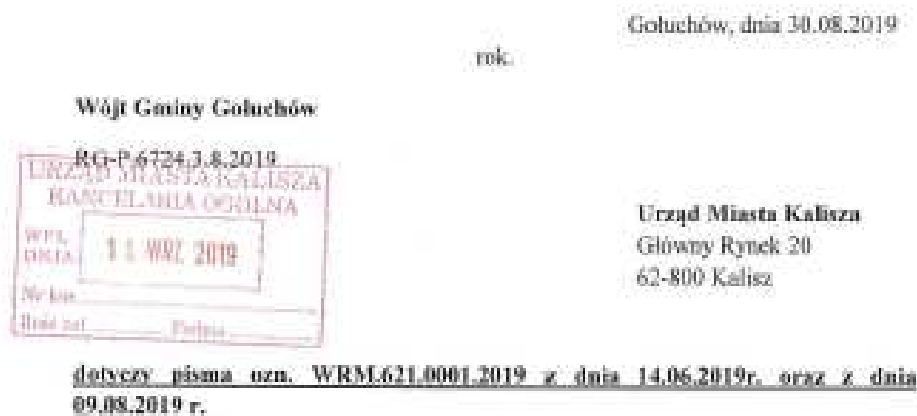 Gołuchów, dnia 30.08.2019
rok.
Wójt Gminy Gołuchów
RG-P.6724.3.8.2019
URZĄD MIASTA KALISZA
KANCELARIA OGÓLNA
WPŁ.
DNIA
WRZ. 2019
Urząd Miasta Kalisza
Główny Rynek 20
62-800 Kalisz
dotyczy pisma ozn. WRM.621.0001.2019 z dnia 14.06.2019r. oraz z dnia
09.08.2019 r.